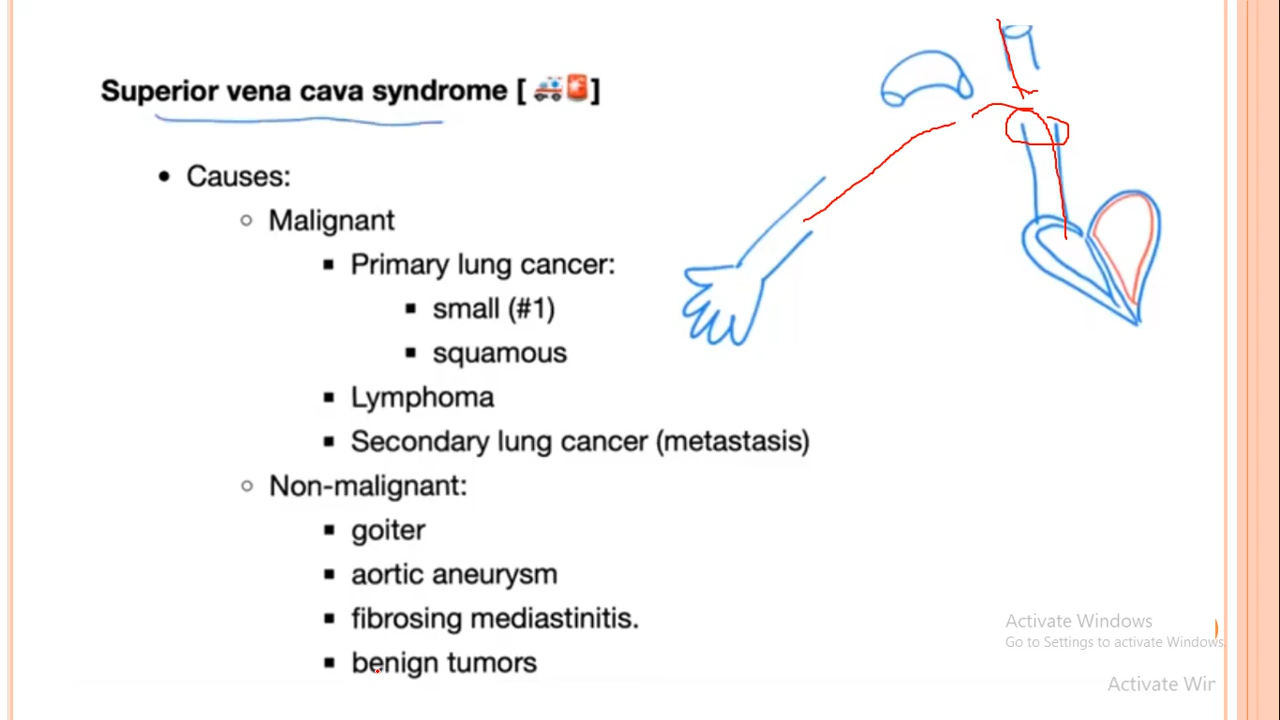 Superior vena cava syndrome [ 🚑🚨]
• Causes:
○ Malignant
▪ Primary lung cancer:
▪ small (#1)
▪ squamous
▪ Lymphoma
▪ Secondary lung cancer (metastasis)
○ Non-malignant:
▪ goiter
▪ aortic aneurysm
▪ fibrosing mediastinitis.
▪ benign tumors
Activate Windows
Go to Settings to activate Windows.
Activate Wir